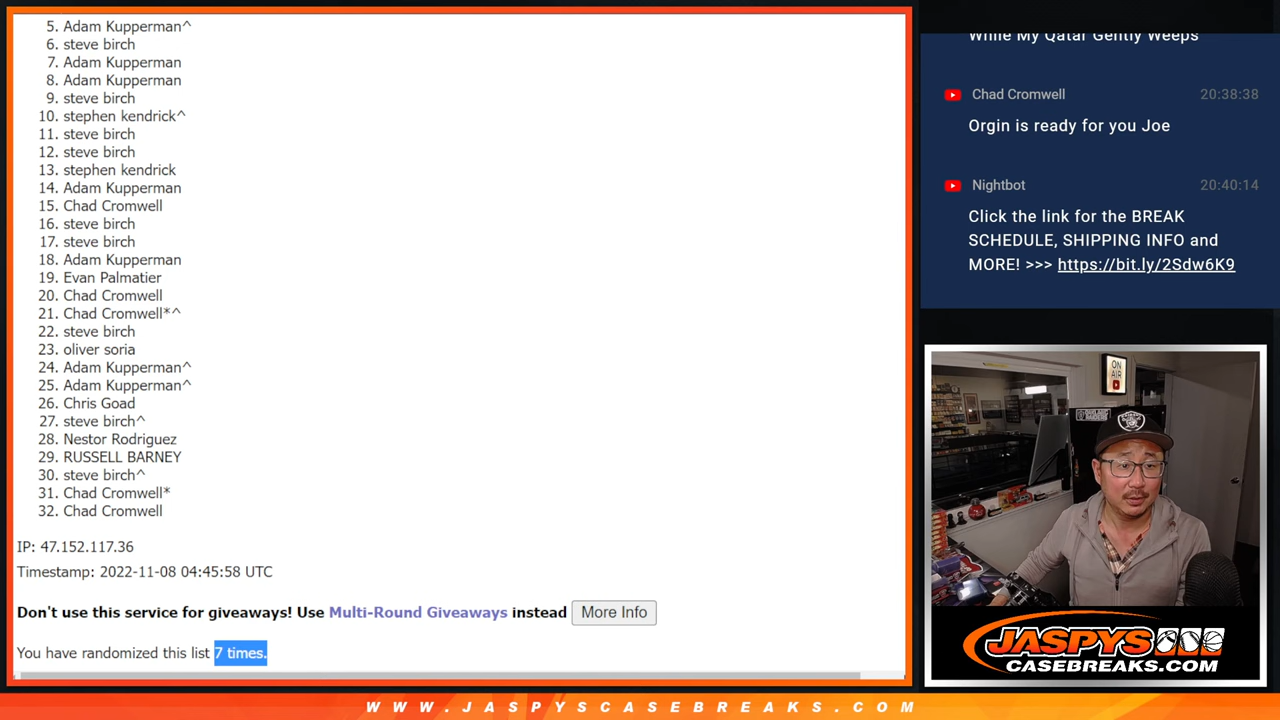 5. Adam Kupperman^
6. steve birch
7. Adam Kupperman
8. Adam Kupperman
9. steve birch
10. stephen kendrick^
11. steve birch
12. steve birch
13. stephen kendrick
14. Adam Kupperman
15. Chad Cromwell
16. steve birch
17. steve birch
18. Adam Kupperman
19. Evan Palmatier
20. Chad Cromwell
21. Chad Cromwell*^
22. steve birch
23. oliver soria
24. Adam Kupperman^
25. Adam Kupperman^
26. Chris Goad
27. steve birch^
28. Nestor Rodriguez
29. RUSSELL BARNEY
30. steve birch^
31. Chad Cromwell*
32. Chad Cromwell
IP: 47.152.117.36
Timestamp: 2022-11-08 04:45:58 UTC
Don't use this service for giveaways! Use Multi-Round Giveaways instead More Info
You have randomized this list 7 times.
While My Qatar Gently Weeps
Chad Cromwell 20:38:38
Orgin is ready for you Joe
Nightbot 20:40:14
Click the link for the BREAK
SCHEDULE, SHIPPING INFO and
MORE! >>> https://bit.ly/2Sdw6K9
ON
AIR
JASPYS
CASEBREAKS.COM
WWW.JASPYSCASEBREAKS.COM